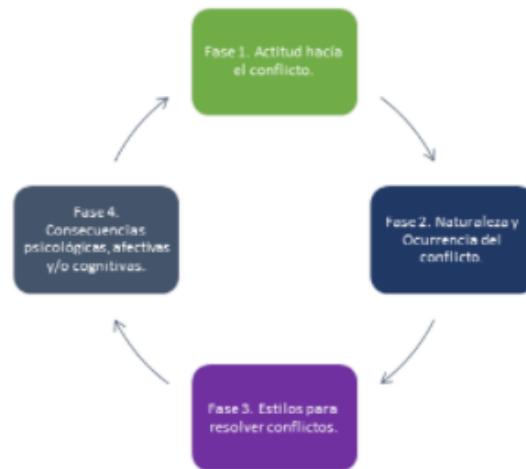 Fase 1. Actitud hacía
el conflicto.
Fase 2. Naturaleza y
Ocurrencia del
conflicto.
Fase 3. Estilos para
resolver conflictos.
Fase 4.
Consecuencias
psicológicas, afectivas
y/o cognitivas.